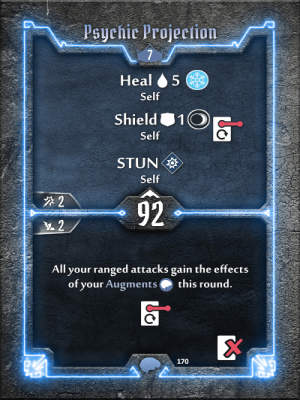 Psychic Projection
7
Heal 5
Self
Shield 1
Self
STUN
Self
2
92
2
All your ranged attacks gain the effects
of your Augments this round.
170